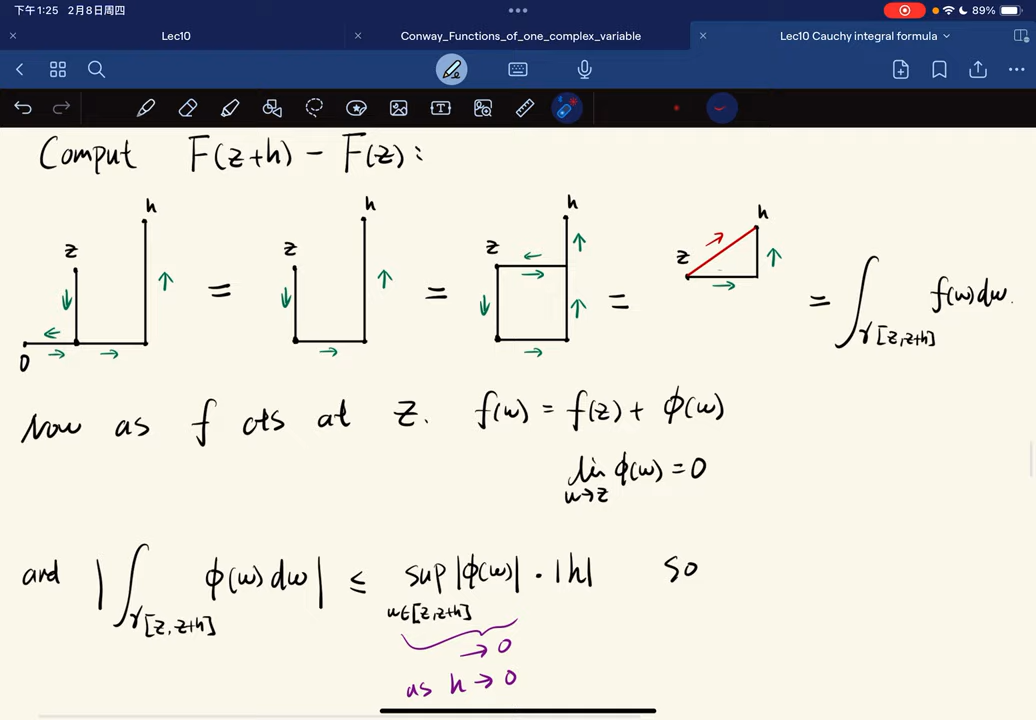 下午1:25 2月8日周四
89%
Lec10
Conway_Functions_of_one_complex_variable
Lec10 Cauchy integral formula
Comput F(z+h) − F(z):
z h = z h = z h = z h = ∫γ[z,z+h] f(w)dw.
0
Now as f cts at z. f(w) = f(z) + ϕ(w)
lim w→z ϕ(w) = 0
and |∫γ[z,z+h] ϕ(w)dw| ≤ sup w∈[z,z+h] |ϕ(w)| · |h| so
→ 0
as h → 0